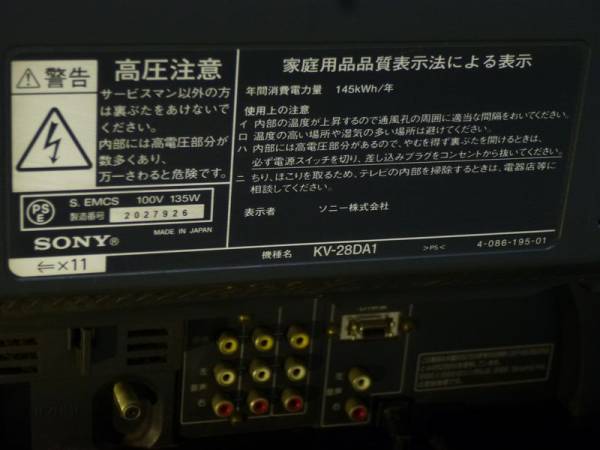 警告
高圧注意
サービスマン以外の方
は裏ぶたをあけないで
ください。
内部には高電圧部分が
数多くあり、
万一さわると危険です。
PS
E
S. EMCS 100V 135W
製造番号 2027926
MADE IN JAPAN
SONY®
⇐×11
家庭用品品質表示法による表示
年間消費電力量 145kWh/年
使用上の注意
イ 内部の温度が上昇するので通風孔の周囲に適当な間隔をおいてください。
ロ 温度の高い場所や湿気の多い場所は避けてください。
ハ 内部には高電圧部分があるので、やむを得ず裏ぶたを開けるときは、
必ず電源スイッチを切り、差し込みプラグをコンセントから抜いてください。
ニ ちり、ほこりを取るため、テレビの内部を掃除するときは、電器店等に
相談してください。
表示者 ソニー株式会社
機種名 KV-28DA1 >PS< 4-086-195-01
左
音声
右
左
音声
右